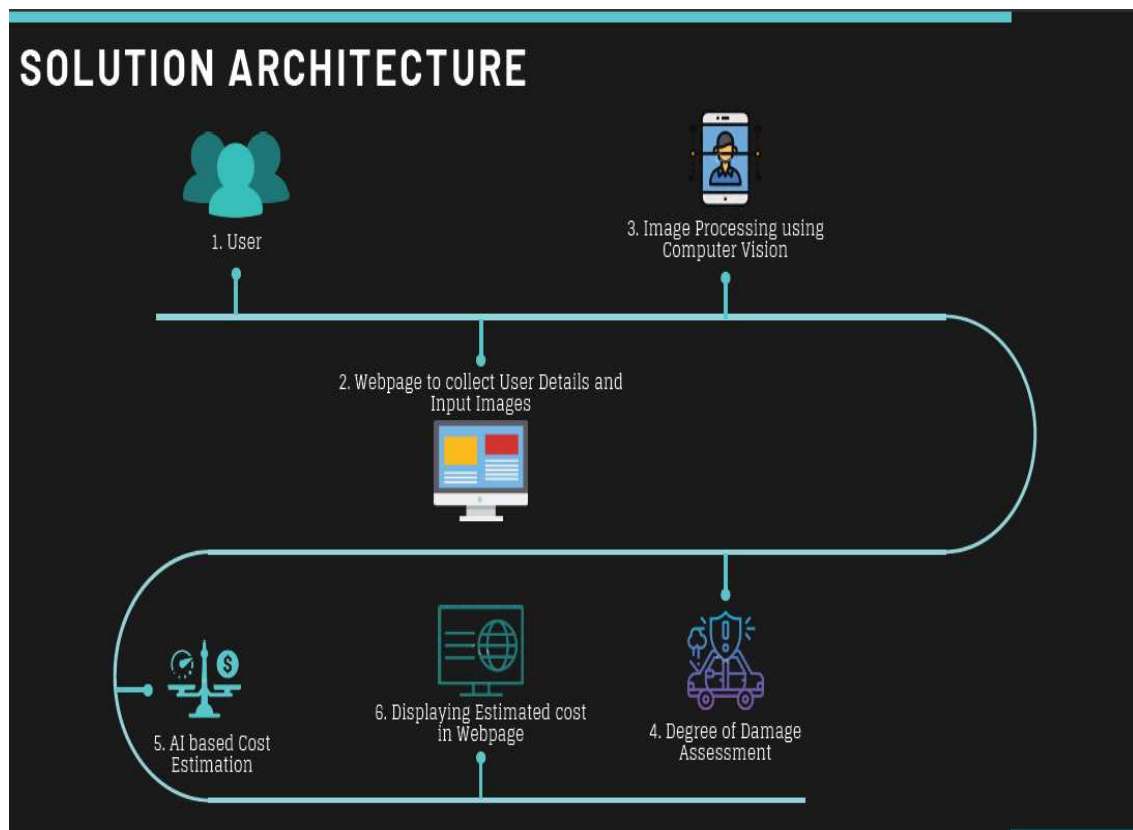 SOLUTION ARCHITECTURE
1. User
3. Image Processing using
Computer Vision
2. Webpage to collect User Details and
Input Images
$
6. Displaying Estimated cost
in Webpage
4. Degree of Damage
Assessment
5. AI based Cost
Estimation